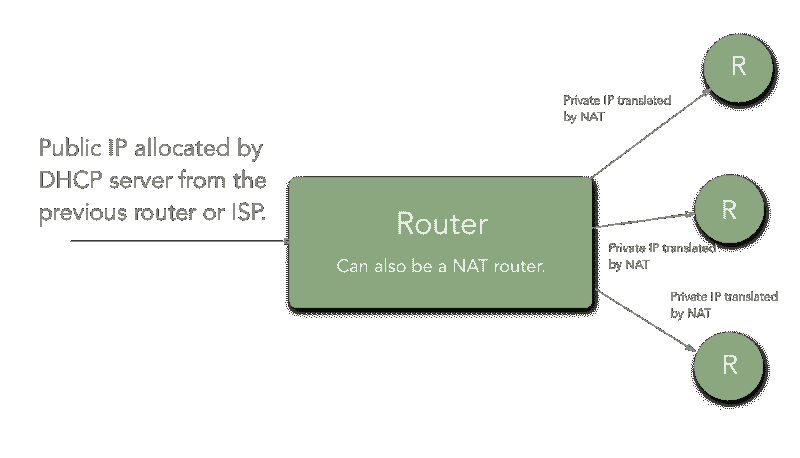 Public IP allocated by
DHCP server from the
previous router or ISP.
Router
Can also be a NAT router.
Private IP translated
by NAT
R
R
Private IP translated
by NAT
Private IP translated
by NAT
R